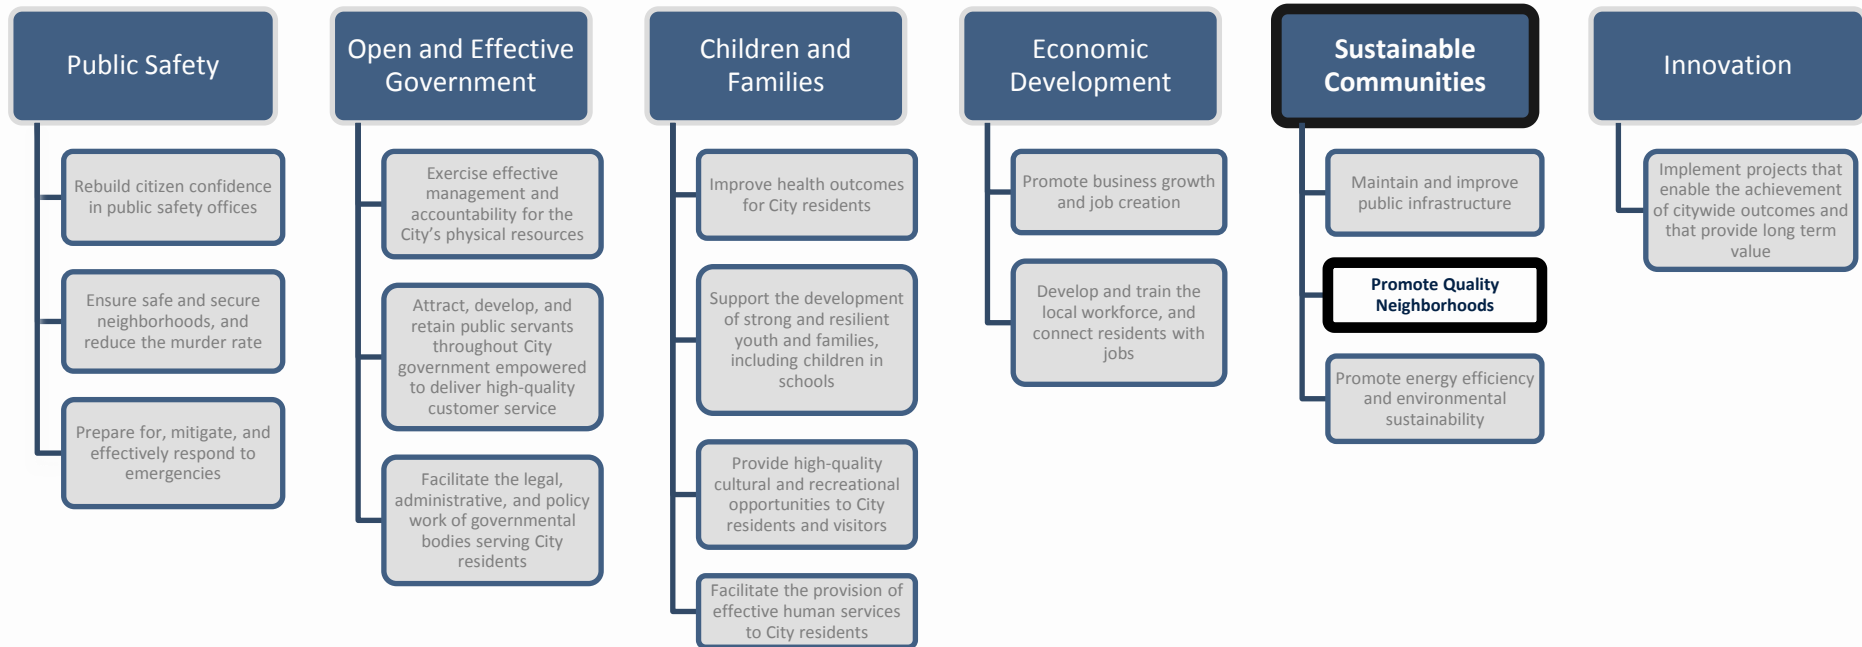 Public Safety
Rebuild citizen confidence
in public safety offices
Ensure safe and secure
neighborhoods, and
reduce the murder rate
Prepare for, mitigate, and
effectively respond to
emergencies
Open and Effective
Government
Exercise effective
management and
accountability for the
City’s physical resources
Attract, develop, and
retain public servants
throughout City
government empowered
to deliver high-quality
customer service
Facilitate the legal,
administrative, and policy
work of governmental
bodies serving City
residents
Children and
Families
Improve health outcomes
for City residents
Support the development
of strong and resilient
youth and families,
including children in
schools
Provide high-quality
cultural and recreational
opportunities to City
residents and visitors
Facilitate the provision of
effective human services
to City residents
Economic
Development
Promote business growth
and job creation
Develop and train the
local workforce, and
connect residents with
jobs
Sustainable
Communities
Maintain and improve
public infrastructure
Promote Quality
Neighborhoods
Promote energy efficiency
and environmental
sustainability
Innovation
Implement projects that
enable the achievement
of citywide outcomes and
that provide long term
value